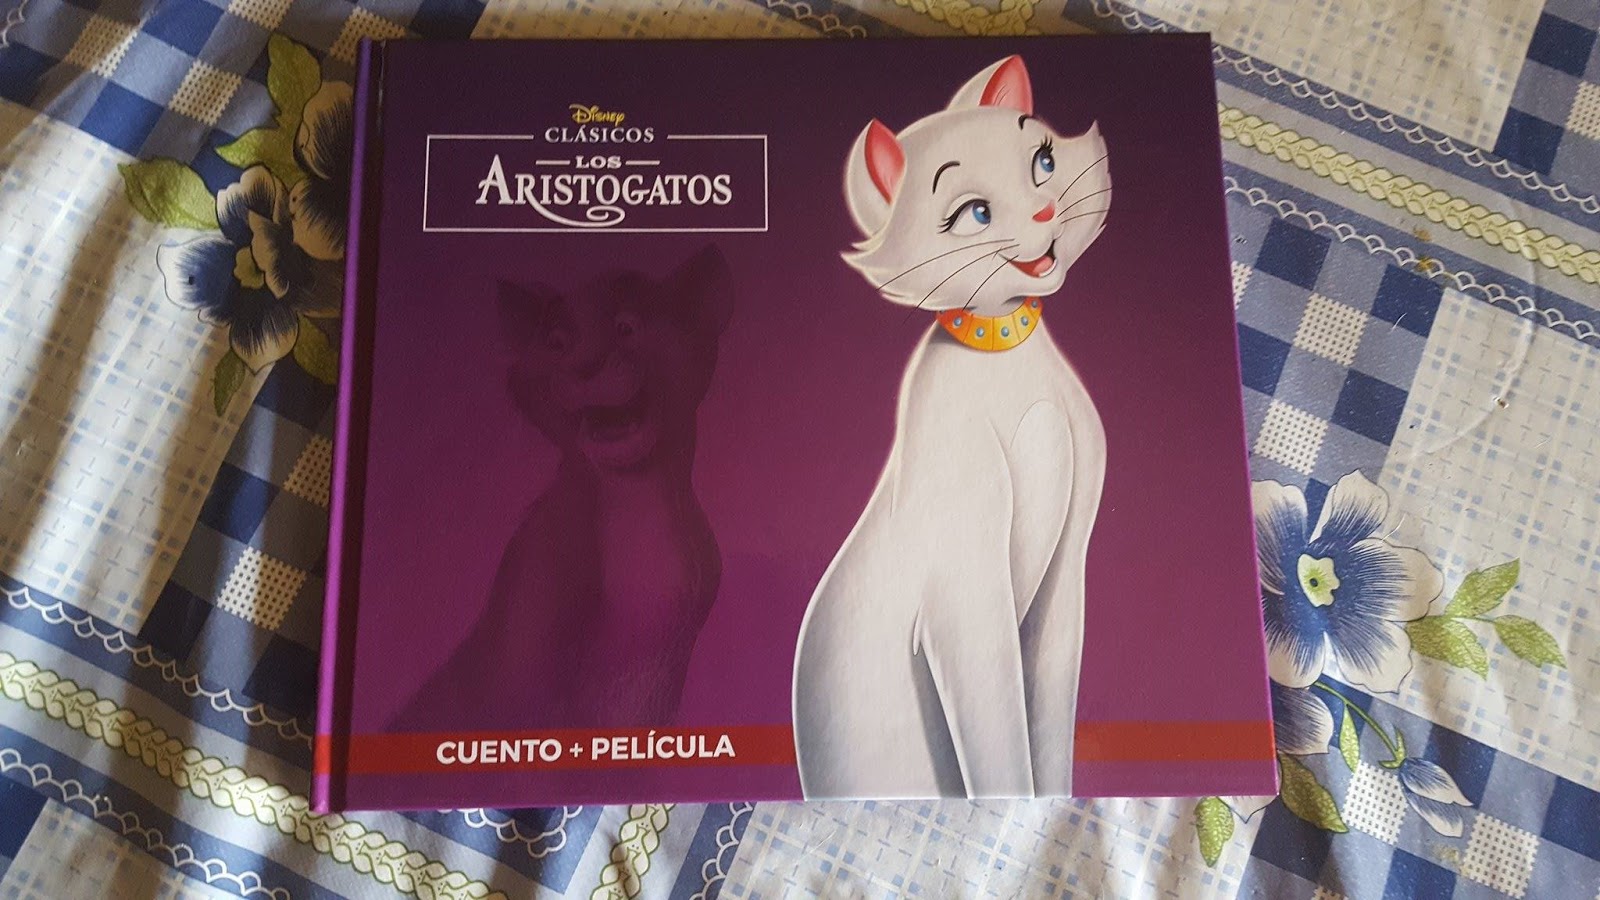 Disney
CLÁSICOS
LOS
ARISTOGATOS
CUENTO + PELÍCULA